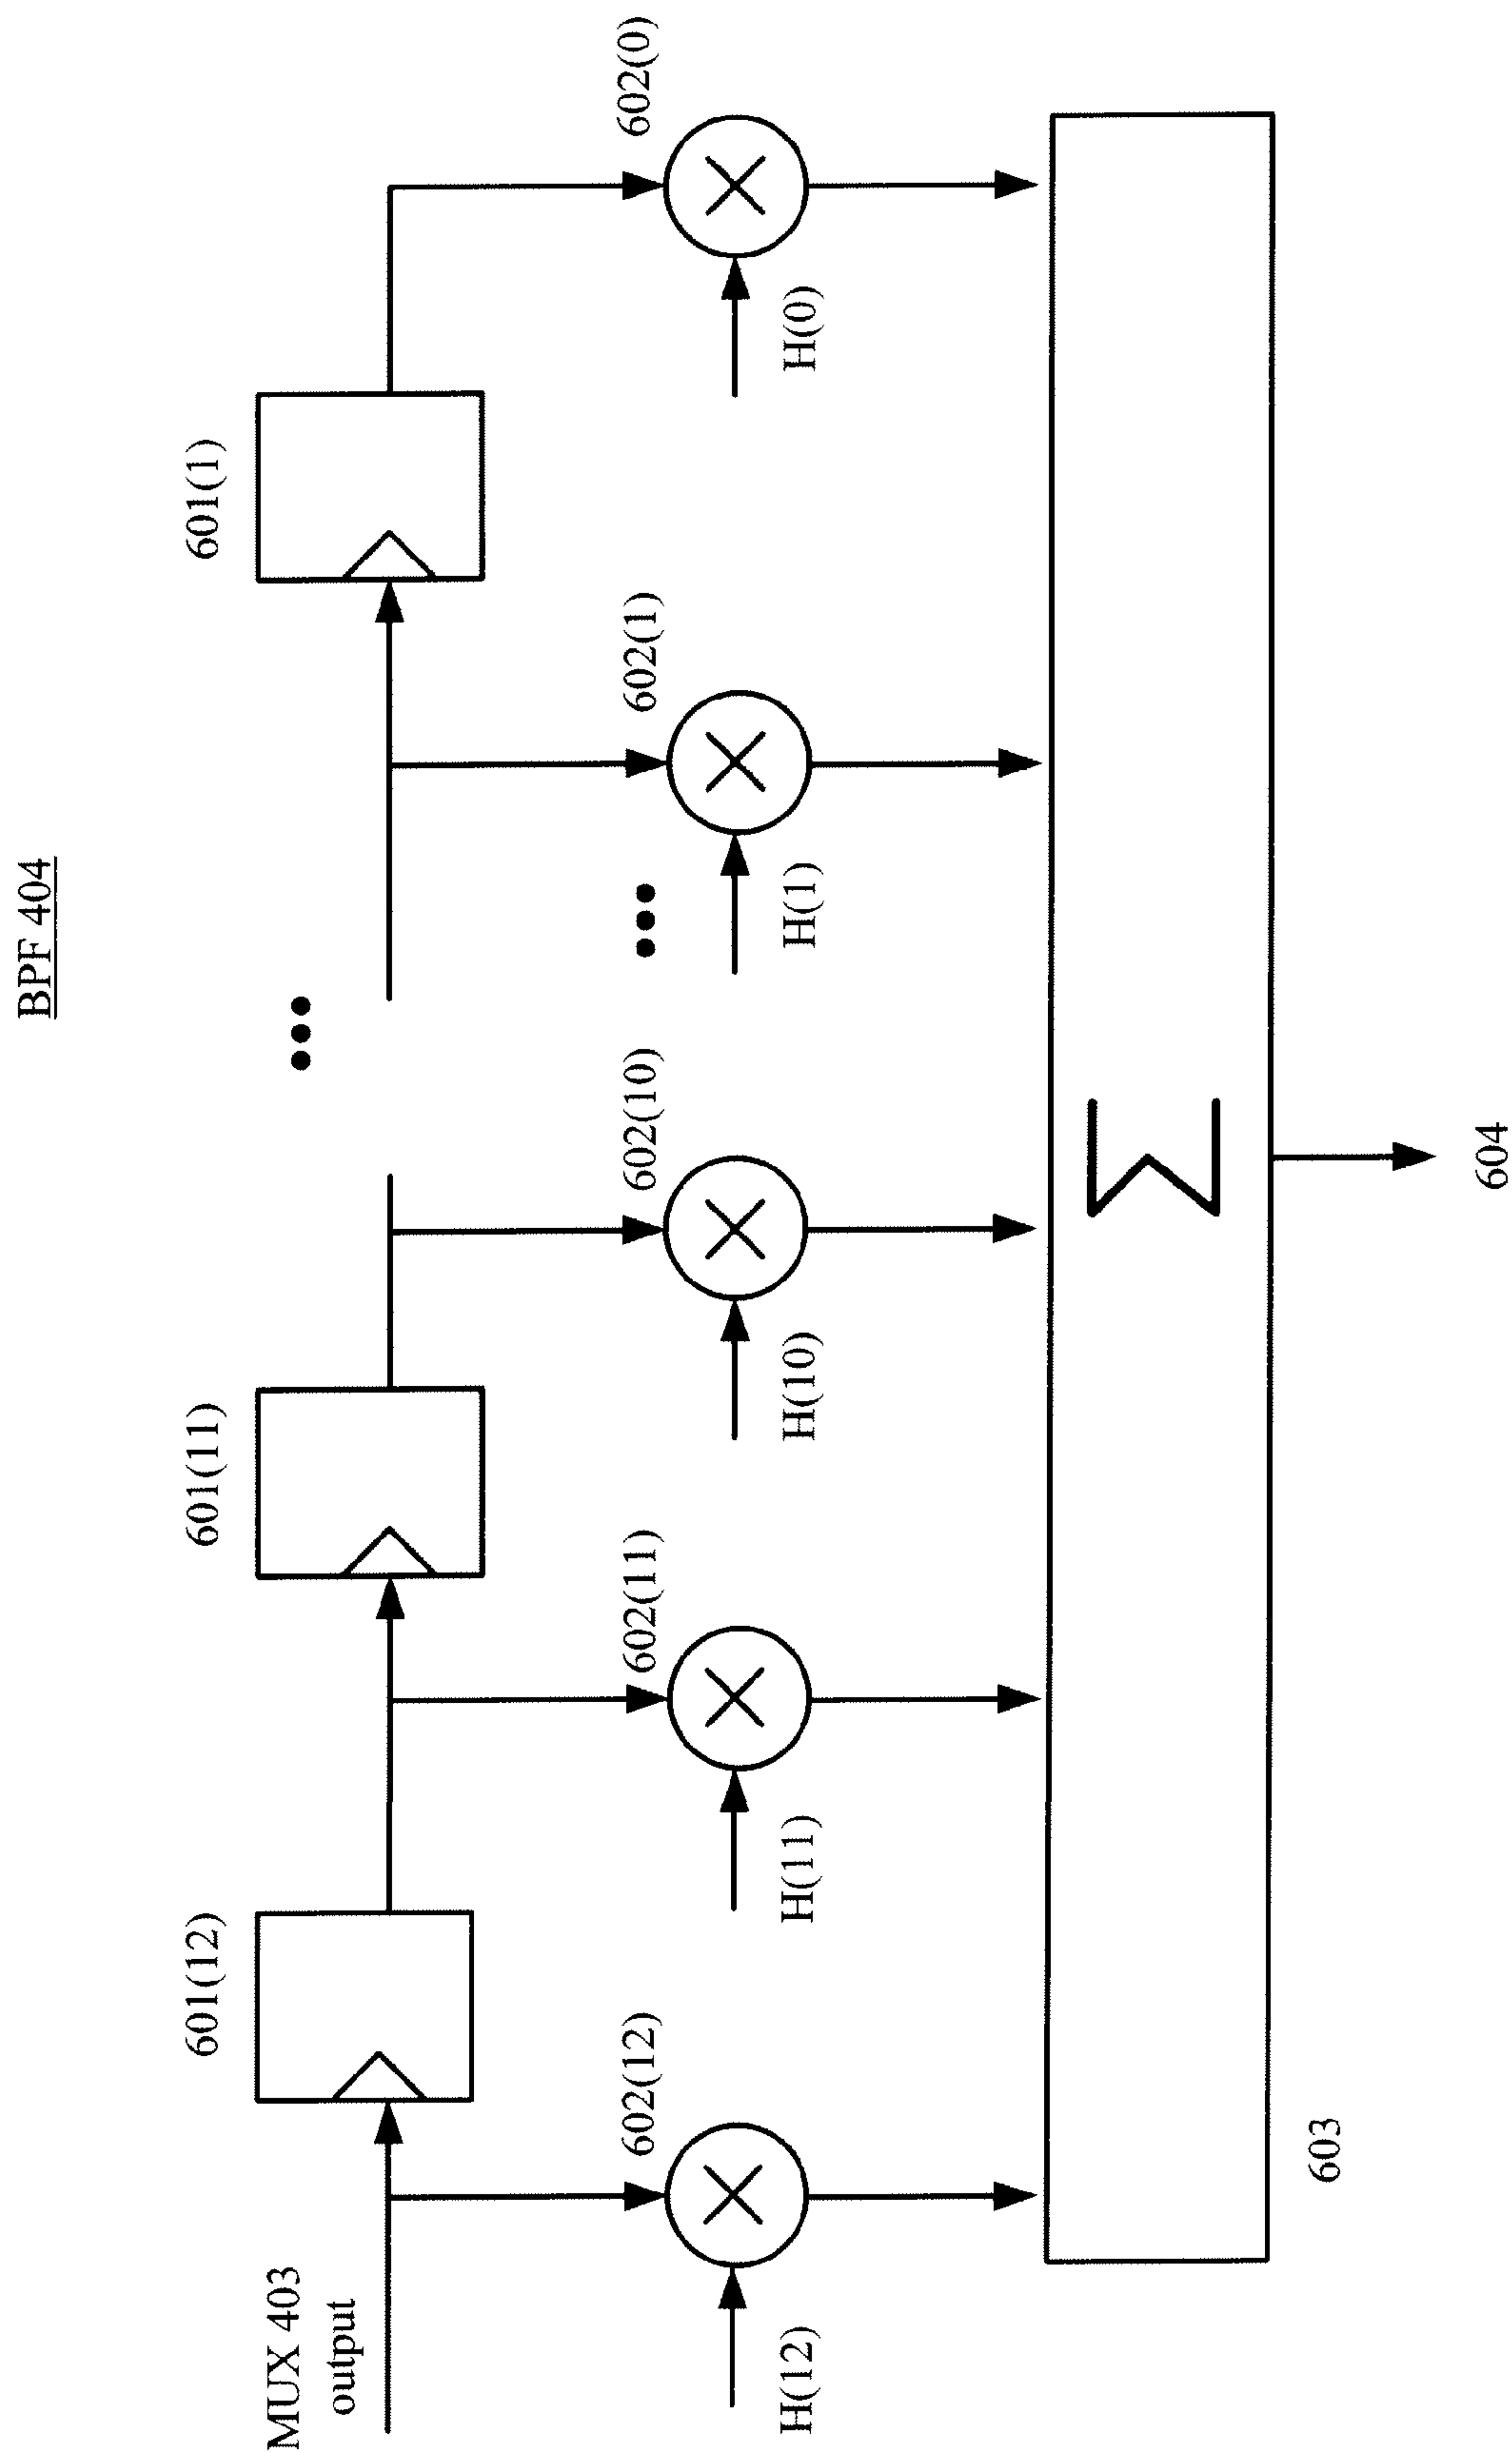 BPF 404
MUX 403
output
601(12)
601(11)
601(1)
602(12)
602(11)
602(10)
602(1)
602(0)
H(12)
H(11)
H(10)
H(1)
H(0)
Σ
603
604